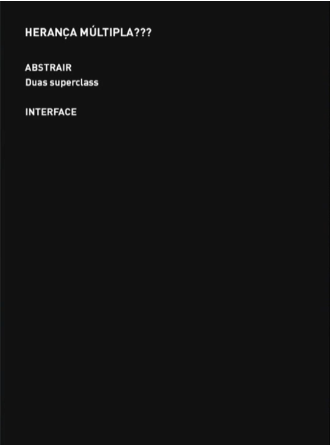 HERANÇA MÚLTIPLA???
ABSTRAIR
Duas superclass
INTERFACE